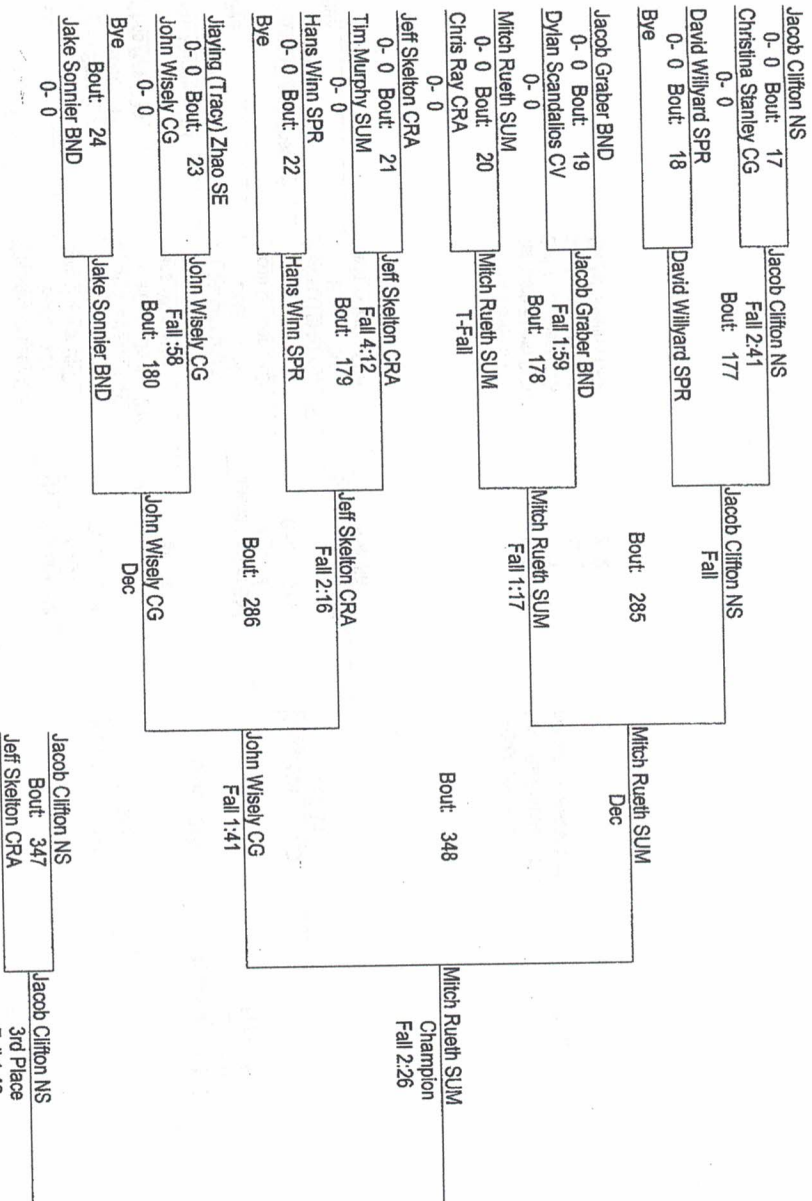 Jacob Clifton NS
0- 0 Bout: 17
Christina Stanley CG
0- 0
David Willyard SPR
0- 0 Bout: 18
Bye
Jacob Graber BND
0- 0 Bout: 19
Dylan Scandalios CV
0- 0
Mitch Rueth SUM
0- 0 Bout: 20
Chris Ray CRA
0- 0
Jeff Skelton CRA
0- 0 Bout: 21
Tim Murphy SUM
0- 0
Hans Winn SPR
0- 0 Bout: 22
Bye
Jiaying (Tracy) Zhao SE
0- 0 Bout: 23
John Wisely CG
0- 0
Bye
Bout: 24
Jake Sonnier BND
0- 0
Jacob Clifton NS
Fall 2:41
Bout: 177
David Willyard SPR
Jacob Graber BND
Fall 1:59
Bout: 178
Mitch Rueth SUM
T-Fall
Jeff Skelton CRA
Fall 4:12
Bout: 179
Hans Winn SPR
John Wisely CG
Fall :58
Bout: 180
Jake Sonnier BND
Jacob Clifton NS
Fall
Bout: 285
Mitch Rueth SUM
Fall 1:17
Jeff Skelton CRA
Fall 2:16
Bout: 286
John Wisely CG
Dec
Mitch Rueth SUM
Dec
Bout: 348
John Wisely CG
Fall 1:41
Mitch Rueth SUM
Champion
Fall 2:26
Jacob Clifton NS
Bout: 347
Jeff Skelton CRA
Jacob Clifton NS
3rd Place